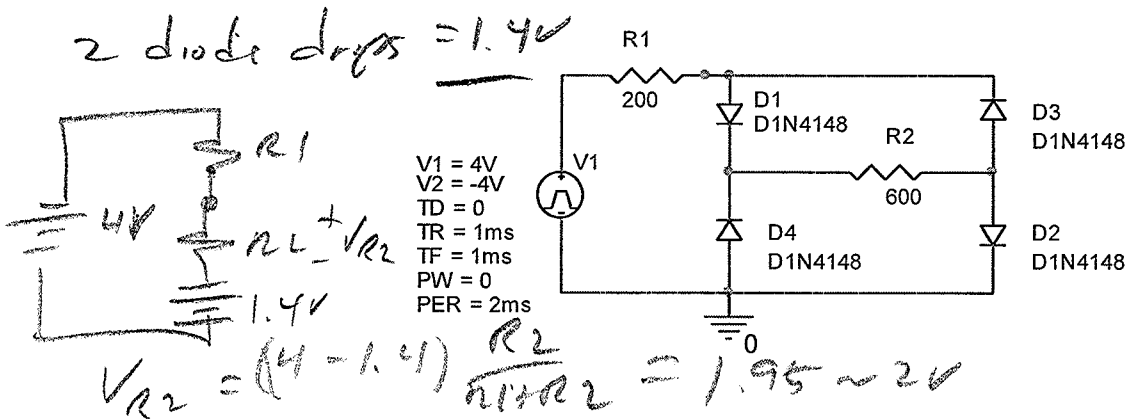 2 diode drops = 1.4V
R1
200
D1
D1N4148
D3
D1N4148
R2
600
V1
V1 = 4V
V2 = -4V
TD = 0
TR = 1ms
TF = 1ms
PW = 0
PER = 2ms
D4
D1N4148
D2
D1N4148
0
R1
4V
R2 + VR2 -
1.4V
VR2 = (4 - 1.4) R2 / R1+R2 = 1.95 ~ 2V